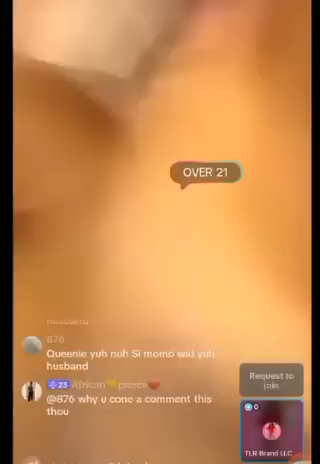 OVER 21
husband
876
Queenie yuh nuh Si momo wid yuh
husband
23 African💛prince❤️
@876 why u cone a comment this
thou
Request to
join
0
TLR Brand LLC